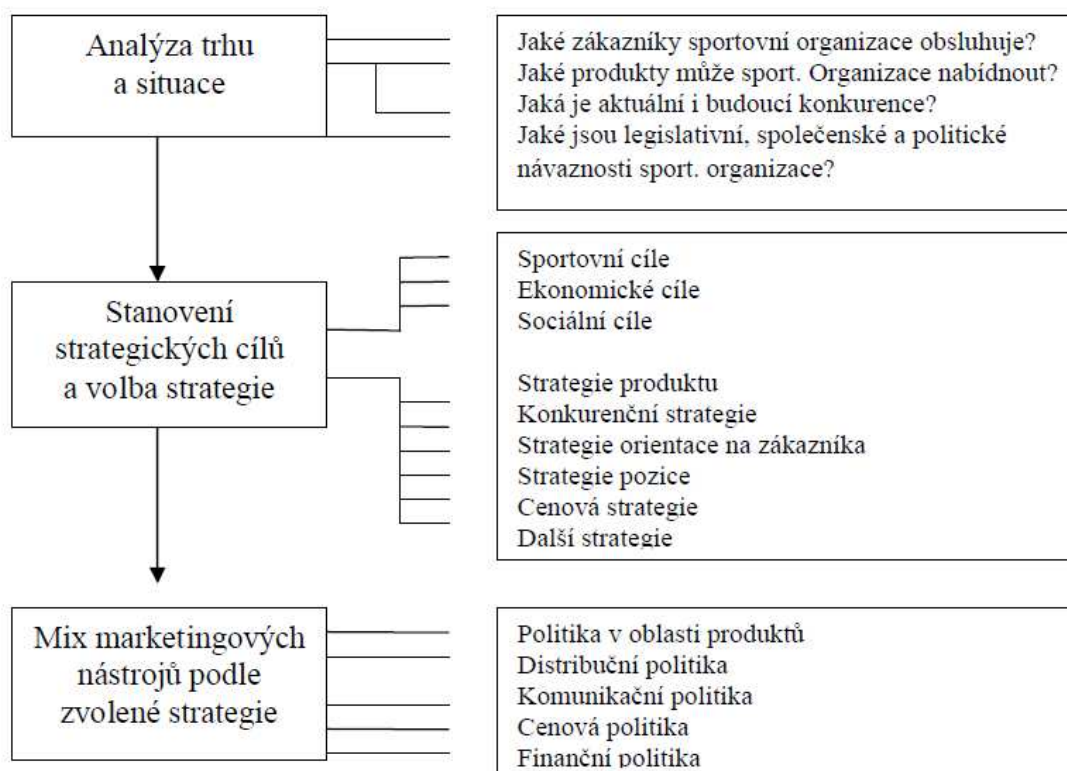 Analýza trhu
a situace
Jaké zákazníky sportovní organizace obsluhuje?
Jaké produkty může sport. Organizace nabídnout?
Jaká je aktuální i budoucí konkurence?
Jaké jsou legislativní, společenské a politické
návaznosti sport. organizace?
Stanovení
strategických cílů
a volba strategie
Sportovní cíle
Ekonomické cíle
Sociální cíle
Strategie produktu
Konkurenční strategie
Strategie orientace na zákazníka
Strategie pozice
Cenová strategie
Další strategie
Mix marketingových
nástrojů podle
zvolené strategie
Politika v oblasti produktů
Distribuční politika
Komunikační politika
Cenová politika
Finanční politika